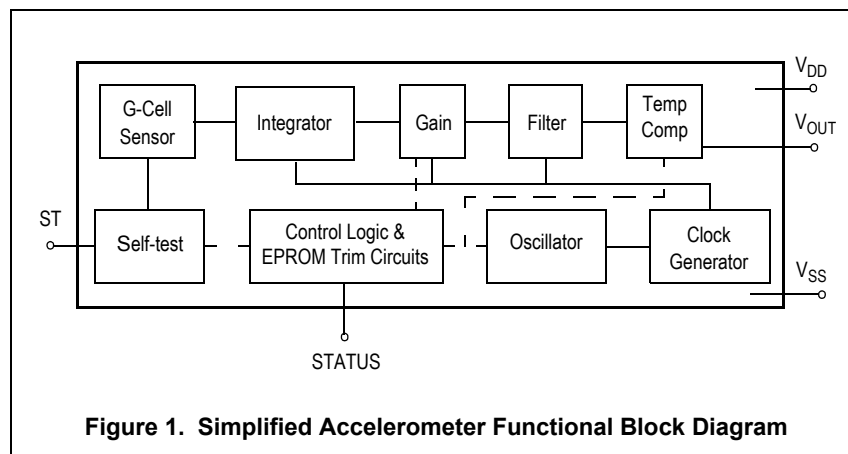 V_DD
G-Cell
Sensor
Integrator
Gain
Filter
Temp
Comp
V_OUT
ST
Self-test
Control Logic &
EPROM Trim Circuits
Oscillator
Clock
Generator
V_SS
STATUS
Figure 1. Simplified Accelerometer Functional Block Diagram